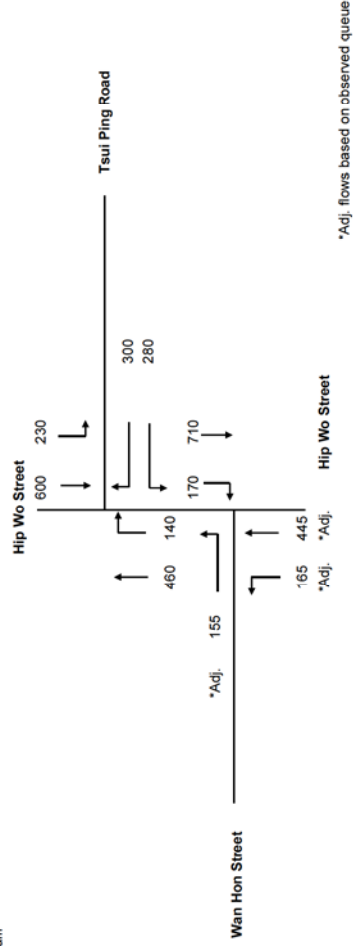 am
Hip Wo Street
600
230
Tsui Ping Road
300
280
460
140
170
710
155
*Adj.
Wan Hon Street
165
445
Hip Wo Street
*Adj.
*Adj.
*Adj. flows based on observed queue